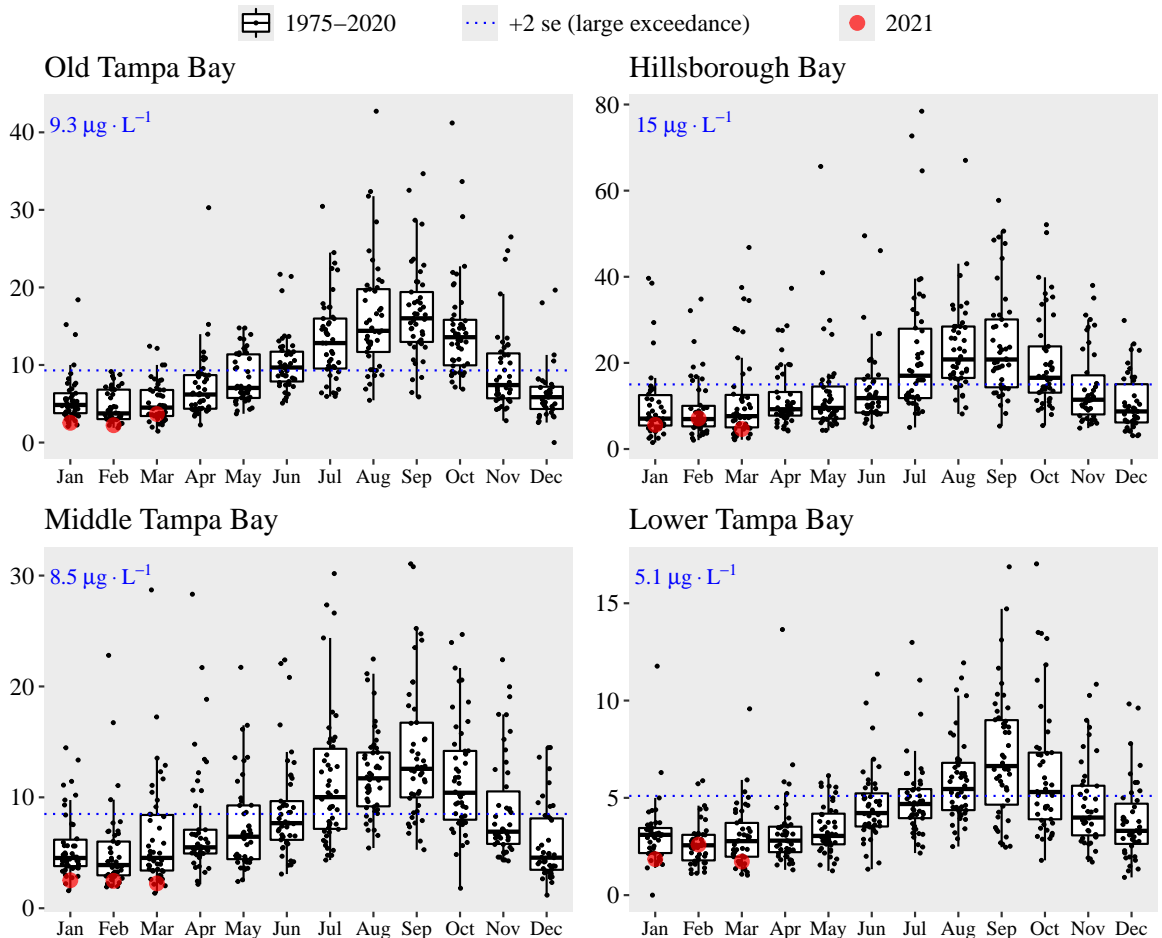 1975–2020 +2 se (large exceedance) 2021
Old Tampa Bay
9.3 μg · L⁻¹
40
30
20
10
0
Jan Feb Mar Apr May Jun Jul Aug Sep Oct Nov Dec
Hillsborough Bay
15 μg · L⁻¹
80
60
40
20
0
Jan Feb Mar Apr May Jun Jul Aug Sep Oct Nov Dec
Middle Tampa Bay
8.5 μg · L⁻¹
30
20
10
0
Jan Feb Mar Apr May Jun Jul Aug Sep Oct Nov Dec
Lower Tampa Bay
5.1 μg · L⁻¹
15
10
5
0
Jan Feb Mar Apr May Jun Jul Aug Sep Oct Nov Dec